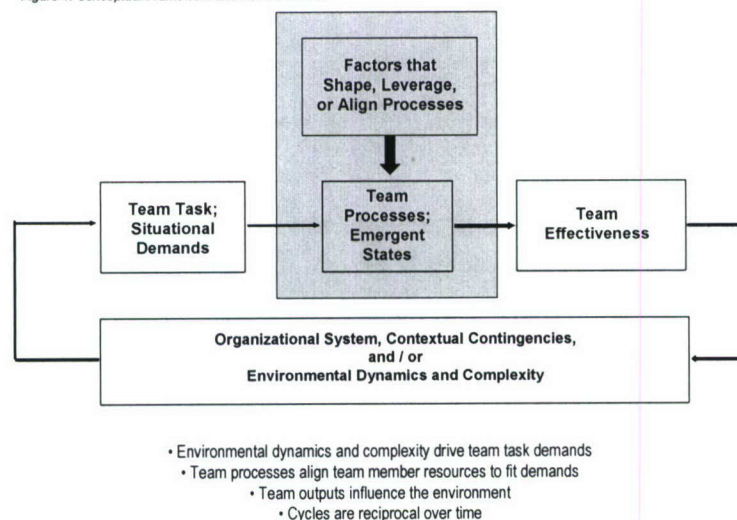 Factors that
Shape, Leverage,
or Align Processes
Team Task;
Situational
Demands
Team
Processes;
Emergent
States
Team
Effectiveness
Organizational System, Contextual Contingencies,
and / or
Environmental Dynamics and Complexity
• Environmental dynamics and complexity drive team task demands
• Team processes align team member resources to fit demands
• Team outputs influence the environment
• Cycles are reciprocal over time